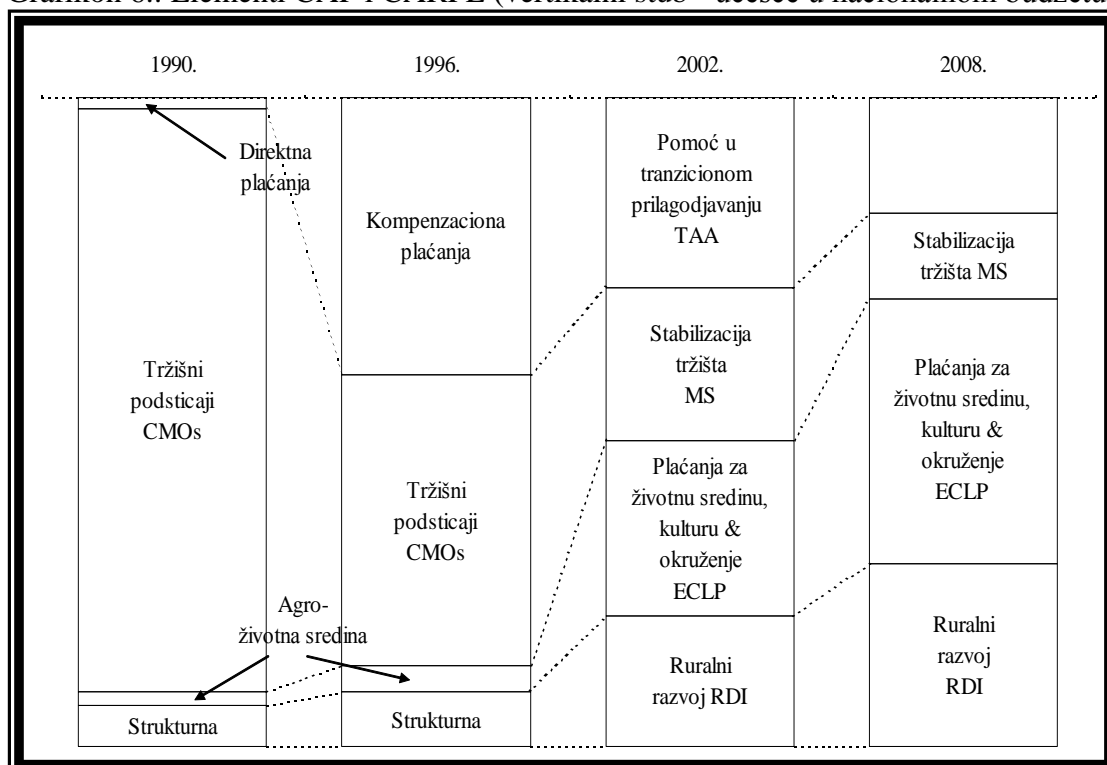 Grafikon 6.. Elementi CAP i CARPE (vertikalni stub – učešće u nacionalnom budžetu
1990.
1996.
2002.
2008.
Direktna
plaćanja
Tržišni
podsticaji
CMOs
Agro-
životna sredina
Strukturna
Kompenzaciona
plaćanja
Tržišni
podsticaji
CMOs
Strukturna
Pomoć u
tranzicionom
prilagodjavanju
TAA
Stabilizacija
tržišta
MS
Plaćanja za
životnu sredinu,
kulturu &
okruženje
ECLP
Ruralni
razvoj RDI
Stabilizacija
tržišta MS
Plaćanja za
životnu sredinu,
kulturu &
okruženje
ECLP
Ruralni
razvoj
RDI